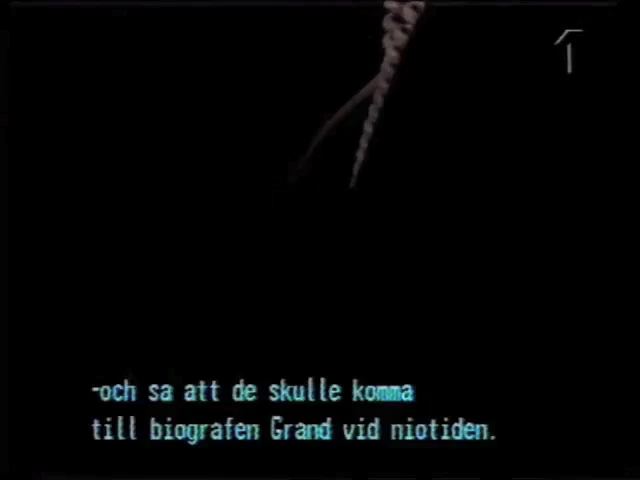 -och sa att de skulle komma
till biografen Grand vid niotiden.